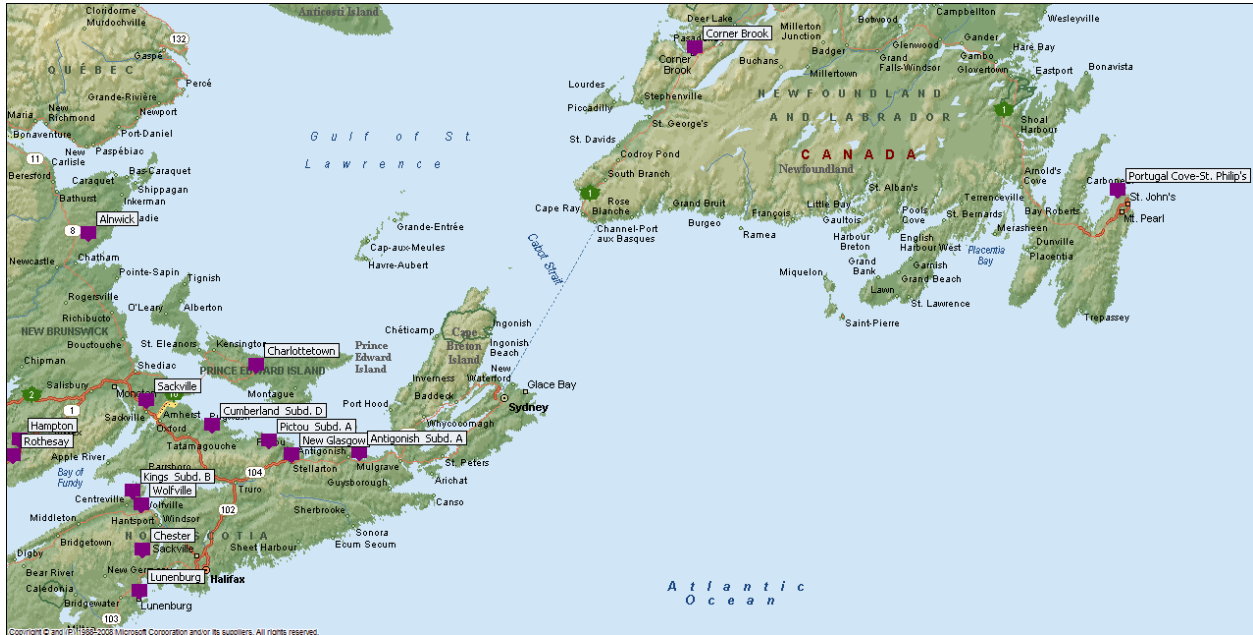 Cloridorme
Murdochville
Gaspé
132
QUÉBEC
Percé
Grande-Rivière
New Richmond
Newport
Maria
Port-Daniel
Bonaventure
Paspébiac
New Carlisle
11
Bas-Caraquet
Beresford
Caraquet
Shippagan
Bathurst
Inkerman
Alnwick
8
Newcastle
Chatham
Pointe-Sapin
Tignish
Rogersville
O'Leary
Alberton
Richibucto
NEW BRUNSWICK
St. Eleanors
Kensington
Bouctouche
Charlottetown
Chipman
Shediac
PRINCE EDWARD ISLAND
Salisbury
Sackville
Montague
2
1
Sackville
Amherst
Cumberland Subd. D
Hampton
Oxford
Pictou Subd. A
Rothesay
Tatamagouche
New Glasgow
Antigonish Subd. A
Apple River
Antigonish
Bay of Fundy
Parrsboro
Stellarton
Mulgrave
Kings Subd. B
104
Guysborough
Wolfville
Truro
Centreville
Wolfville
102
Sherbrooke
Middleton
Hantsport
Windsor
Bridgetown
Chester
Sackville
Sheet Harbour
Digby
Bear River
New Germany
Lunenburg
Halifax
Caledonia
Bridgewater
Lunenburg
103
Anticosti Island
Gulf of St. Lawrence
Grande-Entrée
Cap-aux-Meules
Havre-Aubert
Prince Edward Island
Chéticamp
Cape Breton Island
Ingonish
Ingonish Beach
Inverness
New Waterford
Baddeck
Glace Bay
Port Hood
Sydney
Whycocomagh
St. Peters
Arichat
Canso
Sonora
Ecum Secum
Cabot Strait
Deer Lake
Corner Brook
Corner Brook
Lourdes
Piccadilly
Stephenville
St. David's
St. George's
Codroy Pond
South Branch
1
Cape Ray
Rose Blanche
Channel-Port aux Basques
Grand Bruit
Burgeo
François
Ramea
Buchans
Millerton Junction
Badger
Millertown
Botwood
Glenwood
Grand Falls-Windsor
Campbellton
Gander
Gambo
Glovertown
Wesleyville
Hare Bay
Eastport
Bonavista
NEWFOUNDLAND
AND LABRADOR
CANADA
Newfoundland
1
Shoal Harbour
Little Bay
Gaultois
St. Alban's
Pools Cove
Harbour Breton
English Harbour West
St. Bernards
Terrenceville
Arnold's Cove
Portugal Cove-St. Philip's
St. John's
Mt. Pearl
Bay Roberts
Merasheen
Placentia Bay
Dunville
Placentia
Grand Bank
Garnish
Grand Beach
Miquelon
Lawn
St. Lawrence
Saint-Pierre
Trepassey
Atlantic
Ocean
Copyright © and (P) 1988–2008 Microsoft Corporation and/or its suppliers. All rights reserved.